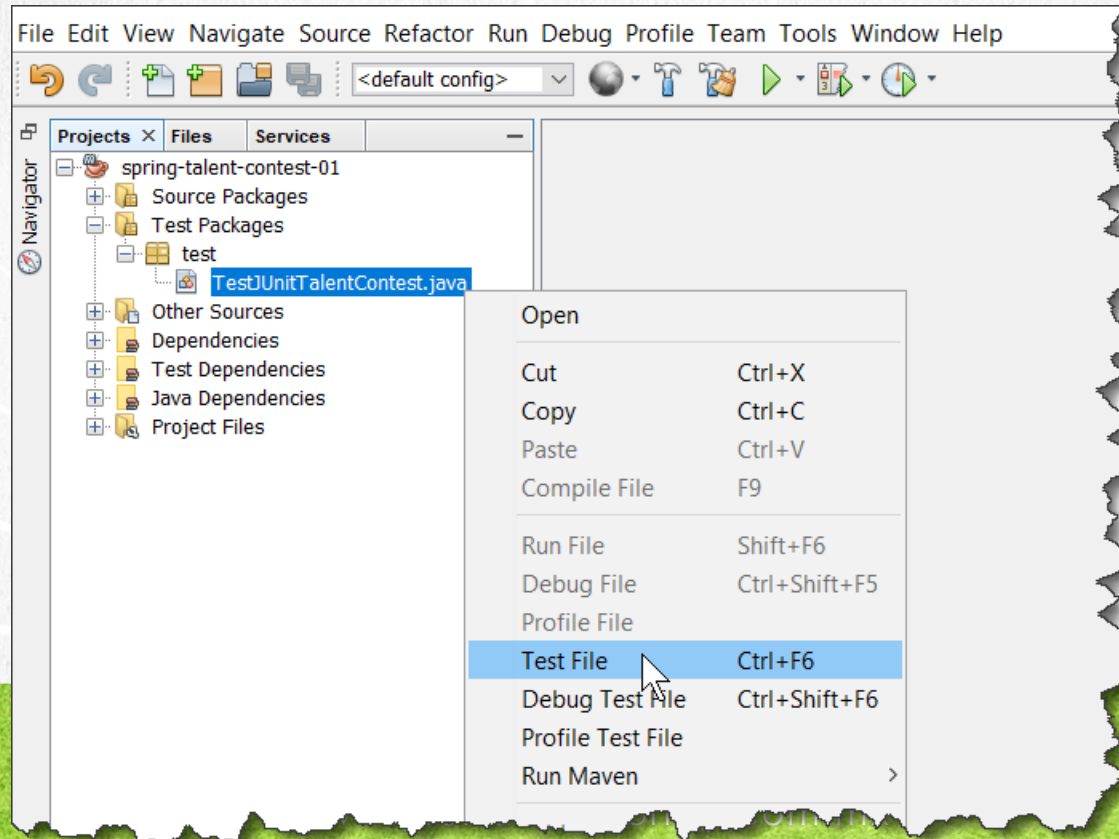 File Edit View Navigate Source Refactor Run Debug Profile Team Tools Window Help
<default config>
Projects × Files Services
Navigator
spring-talent-contest-01
Source Packages
Test Packages
test
TestJUnitTalentContest.java
Other Sources
Dependencies
Test Dependencies
Java Dependencies
Project Files
Open
Cut Ctrl+X
Copy Ctrl+C
Paste Ctrl+V
Compile File F9
Run File Shift+F6
Debug File Ctrl+Shift+F5
Profile File
Test File Ctrl+F6
Debug Test File Ctrl+Shift+F6
Profile Test File
Run Maven >